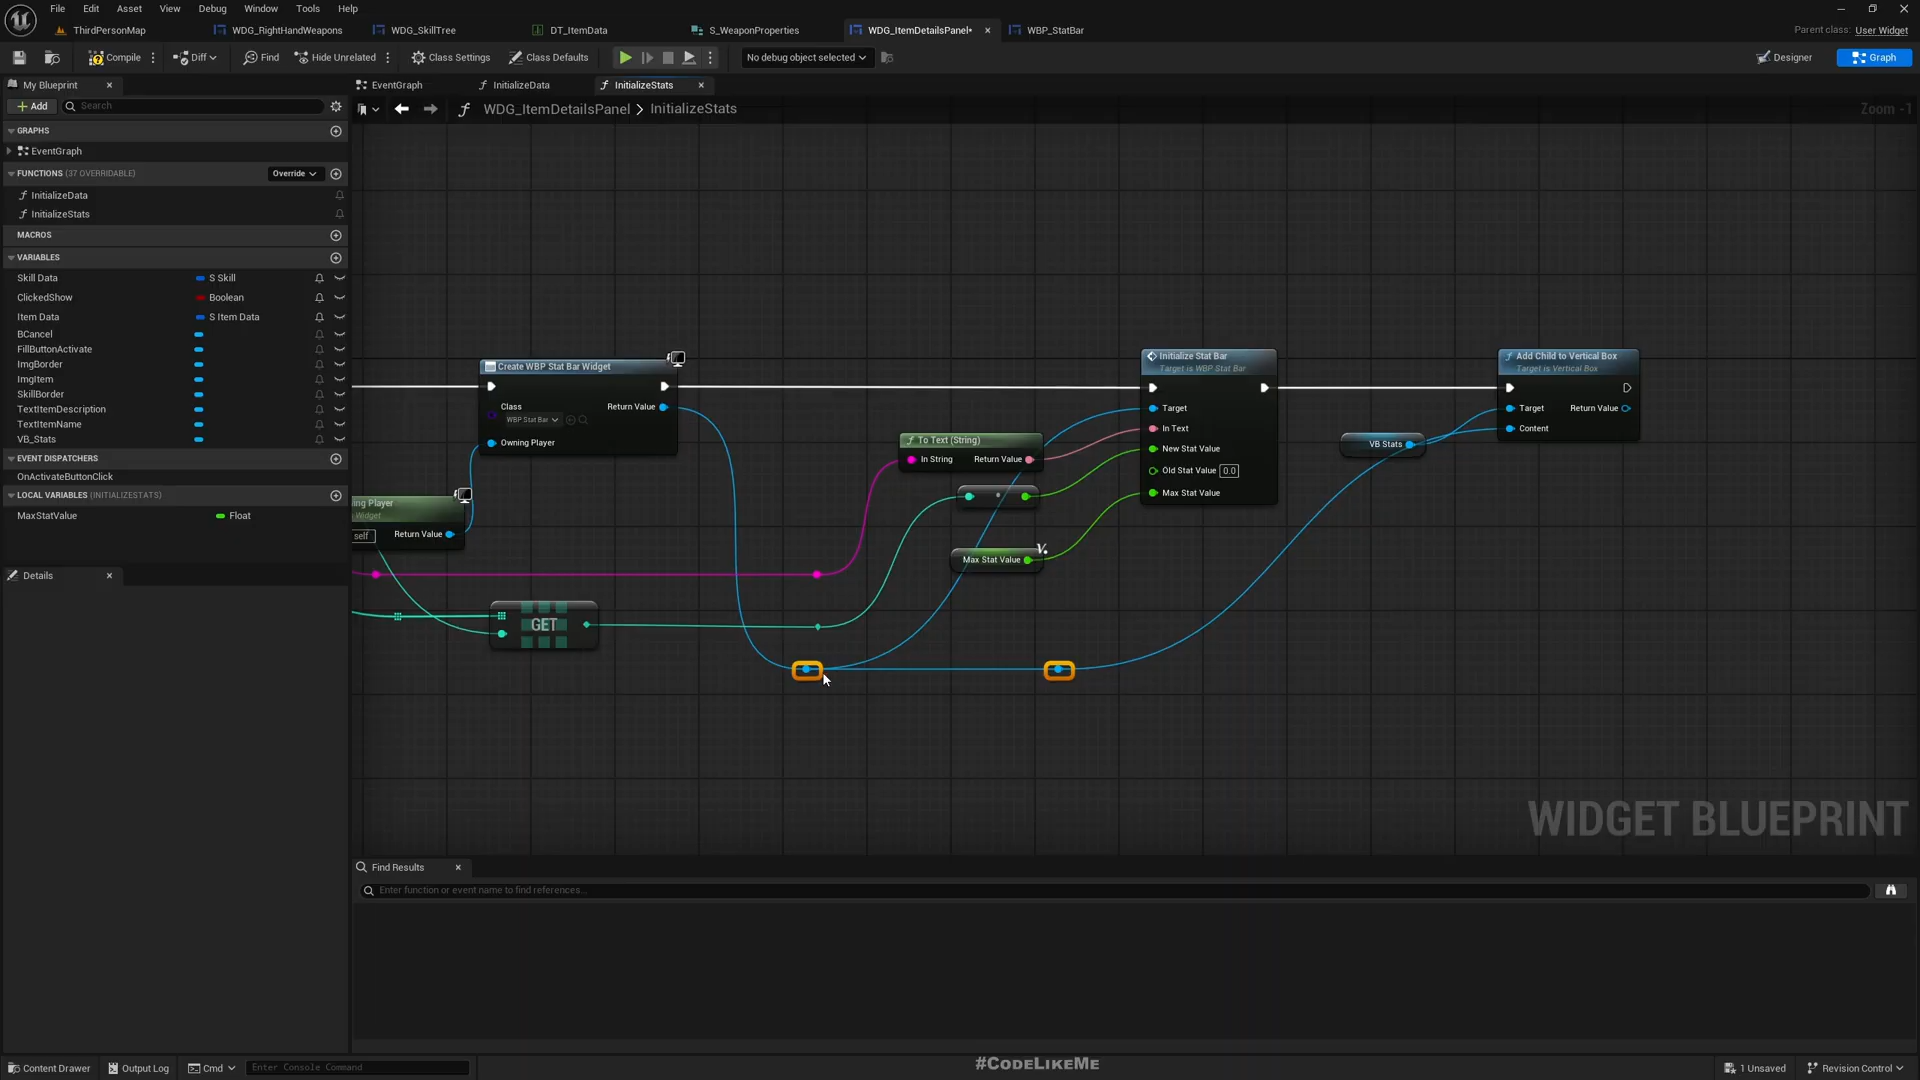 File Edit Asset View Debug Window Tools Help
ThirdPersonMap WDG_RightHandWeapons WDG_SkillTree DT_ItemData S_WeaponProperties WDG_ItemDetailsPanel• WBP_StatBar Parent class: User Widget
Compile Diff Find Hide Unrelated Class Settings Class Defaults No debug object selected Designer Graph
My Blueprint EventGraph InitializeData InitializeStats
Add Search WDG_ItemDetailsPanel > InitializeStats Zoom -1
GRAPHS
EventGraph
FUNCTIONS (37 OVERRIDABLE) Override
InitializeData
InitializeStats
MACROS
VARIABLES
Skill Data S Skill
ClickedShow Boolean
Item Data S Item Data
BCancel
FillButtonActivate
ImgBorder
ImgItem
SkillBorder
TextItemDescription
TextItemName
VB_Stats
EVENT DISPATCHERS
OnActivateButtonClick
LOCAL VARIABLES (INITIALIZESTATS)
MaxStatValue Float
Details
Create WBP Stat Bar Widget
Class
WBP Stat Bar
Return Value
Owning Player
ing Player
Widget
self Return Value
GET
To Text (String)
In String Return Value
Max Stat Value
Initialize Stat Bar
Target is WBP Stat Bar
Target
In Text
New Stat Value
Old Stat Value 0.0
Max Stat Value
VB Stats
Add Child to Vertical Box
Target is Vertical Box
Target Return Value
Content
WIDGET BLUEPRINT
Find Results
Enter function or event name to find references...
Content Drawer Output Log Cmd Enter Console Command #CODELIKEME 1 Unsaved Revision Control